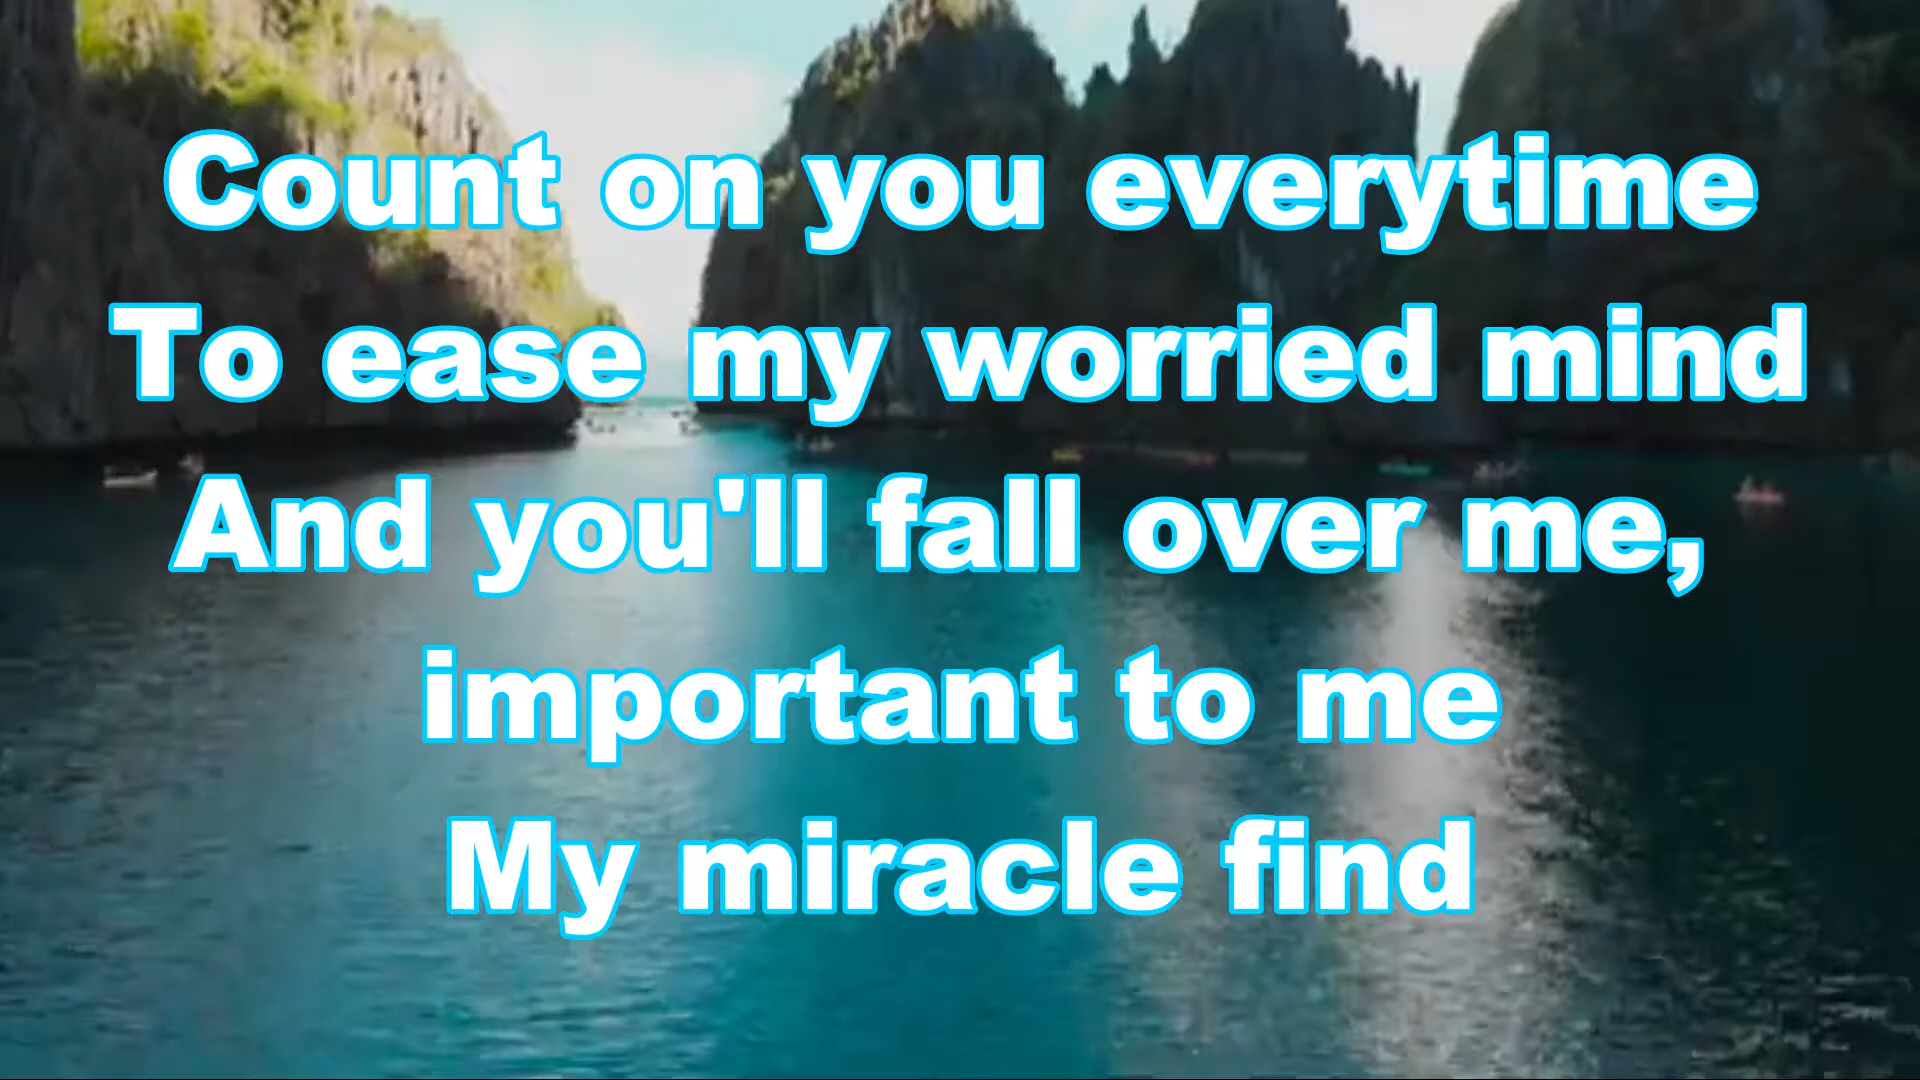 Count on you everytime
To ease my worried mind
And you'll fall over me,
important to me
My miracle find